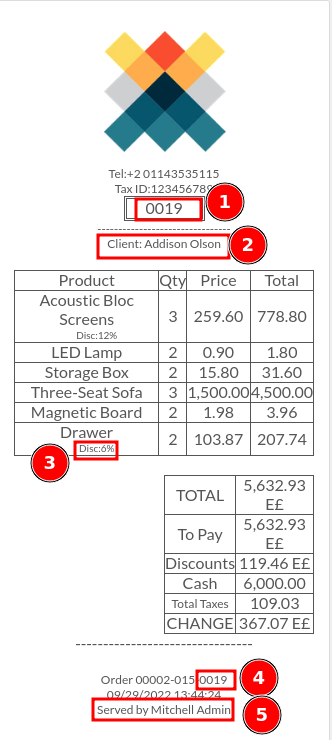 Tel:+2 01143535115
Tax ID:123456789
0019
1
Client: Addison Olson
2
Product Qty Price Total
Acoustic Bloc Screens 3 259.60 778.80
Disc:12%
LED Lamp 2 0.90 1.80
Storage Box 2 15.80 31.60
Three-Seat Sofa 3 1,500.00 4,500.00
Magnetic Board 2 1.98 3.96
Drawer 2 103.87 207.74
Disc:6%
3
TOTAL 5,632.93 E£
To Pay 5,632.93 E£
Discounts 119.46 E£
Cash 6,000.00
Total Taxes 109.03
CHANGE 367.07 E£
Order 00002-015-0019
4
09/29/2022 13:44:24
Served by Mitchell Admin
5